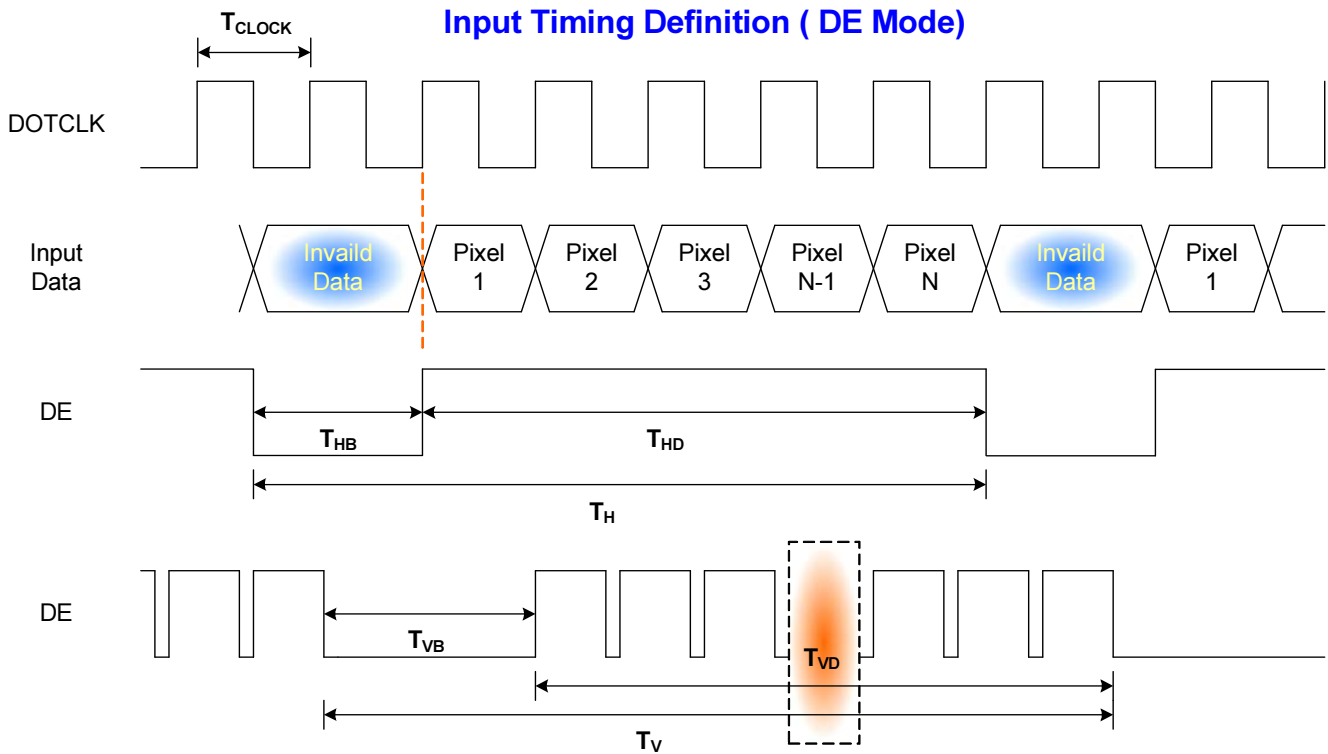 Input Timing Definition ( DE Mode)
TCLOCK
DOTCLK
Input
Data
Invaild
Data
Pixel
1
Pixel
2
Pixel
3
Pixel
N-1
Pixel
N
Invaild
Data
Pixel
1
DE
THB
THD
TH
DE
TVB
TVD
TV